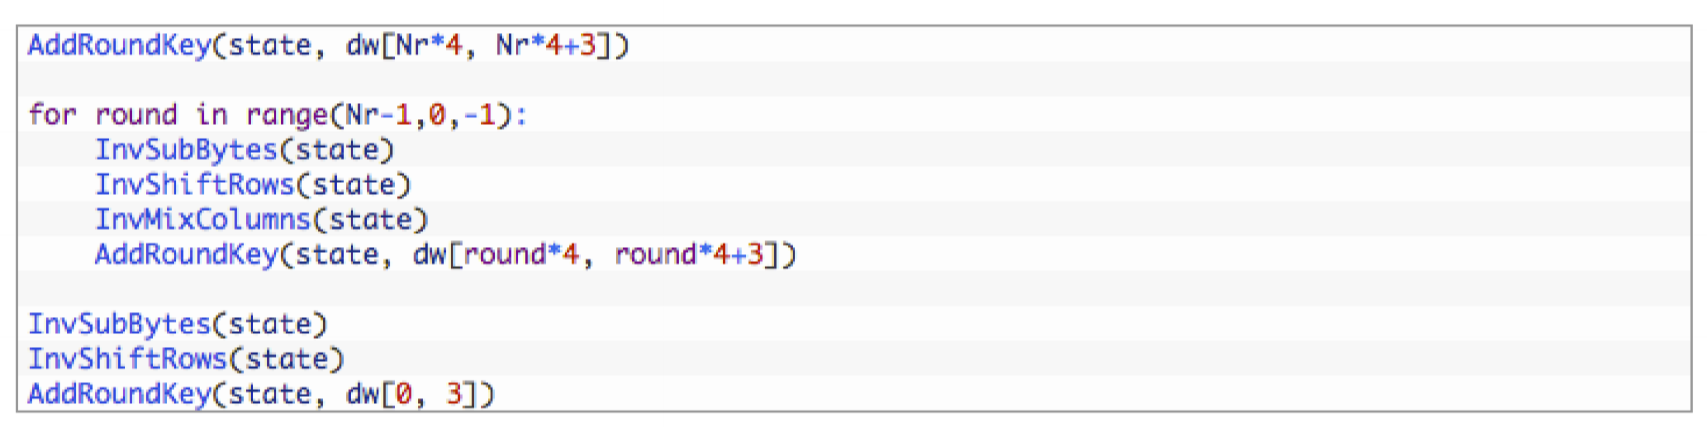 AddRoundKey(state, dw[Nr*4, Nr*4+3])
for round in range(Nr-1,0,-1):
    InvSubBytes(state)
    InvShiftRows(state)
    InvMixColumns(state)
    AddRoundKey(state, dw[round*4, round*4+3])
InvSubBytes(state)
InvShiftRows(state)
AddRoundKey(state, dw[0, 3])